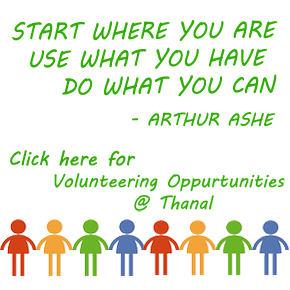 START WHERE YOU ARE
USE WHAT YOU HAVE
DO WHAT YOU CAN
- ARTHUR ASHE
Click here for
Volunteering Oppurtunities
@ Thanal